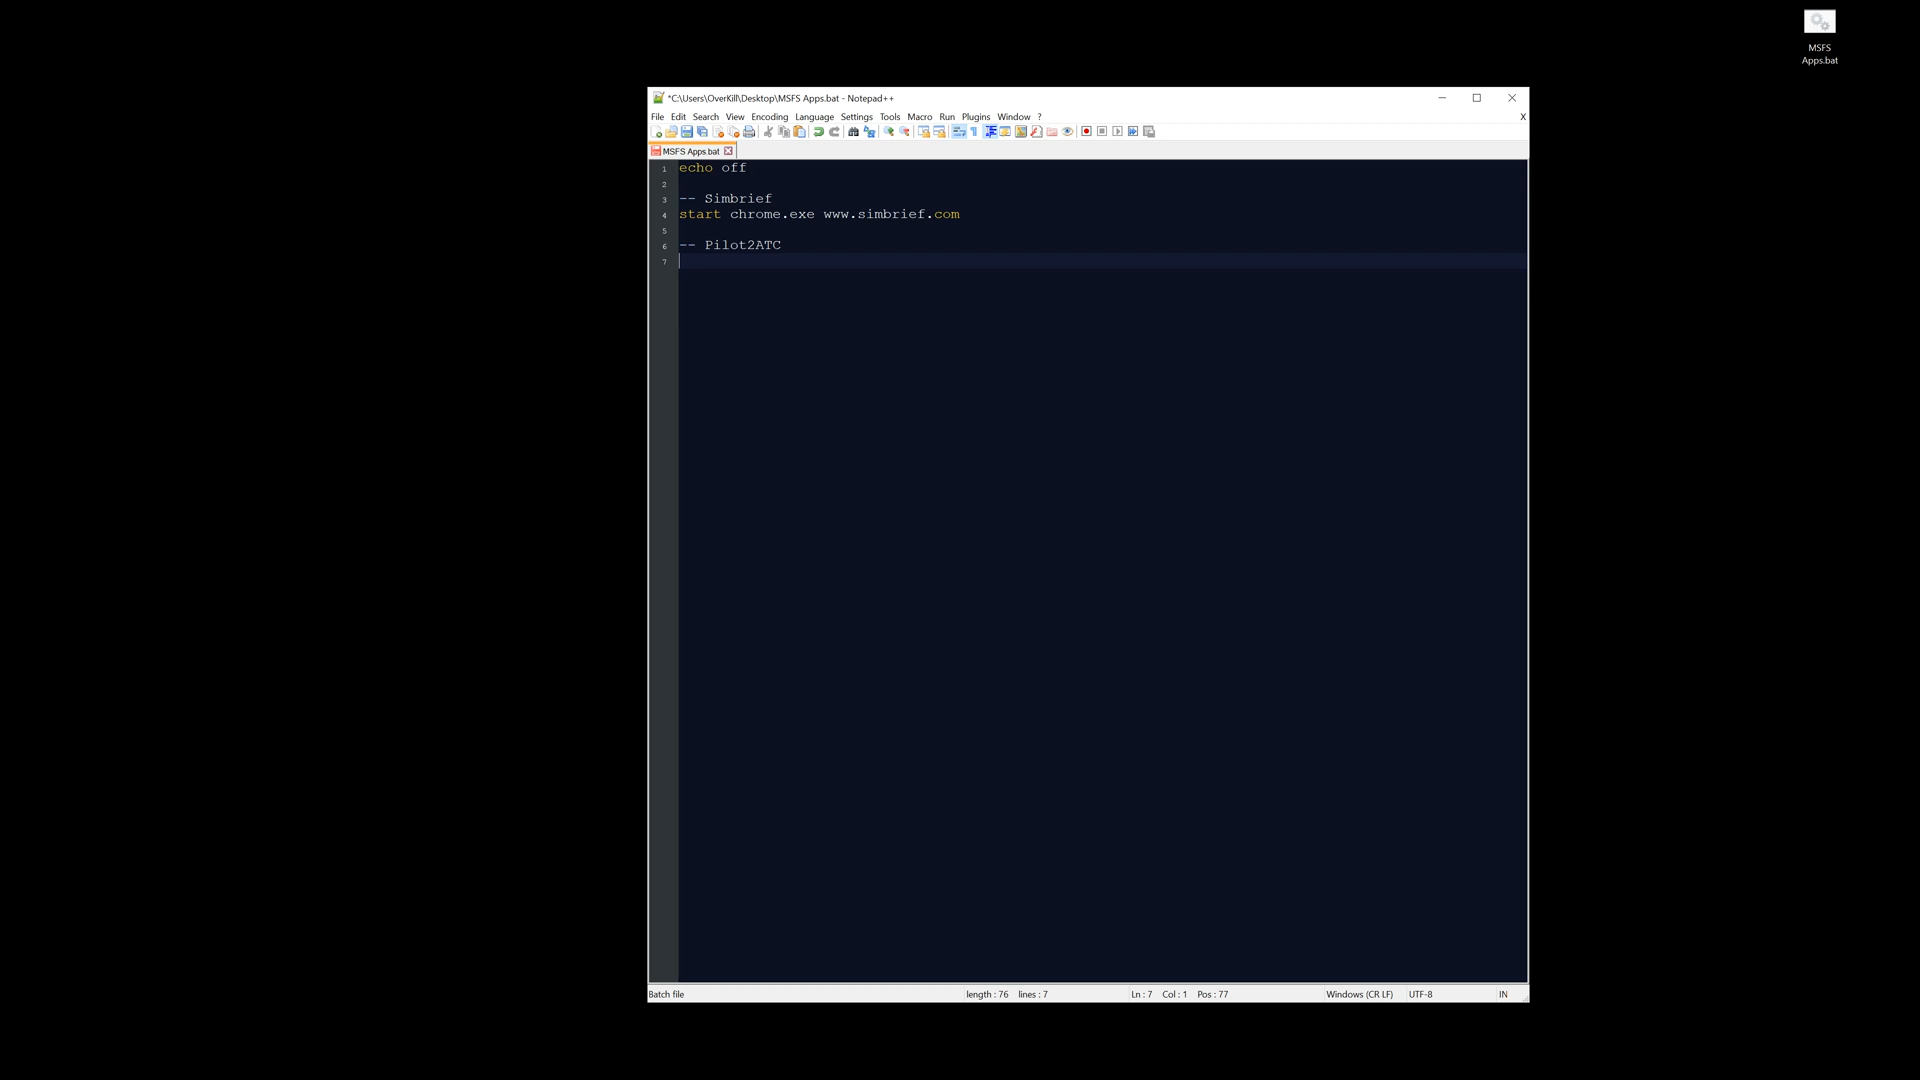 MSFS
Apps.bat
*C:\Users\OverKill\Desktop\MSFS Apps.bat - Notepad++
File Edit Search View Encoding Language Settings Tools Macro Run Plugins Window ? X
MSFS Apps.bat
1 echo off
2
3 -- Simbrief
4 start chrome.exe www.simbrief.com
5
6 -- Pilot2ATC
7
Batch file length : 76 lines : 7 Ln : 7 Col : 1 Pos : 77 Windows (CR LF) UTF-8 IN